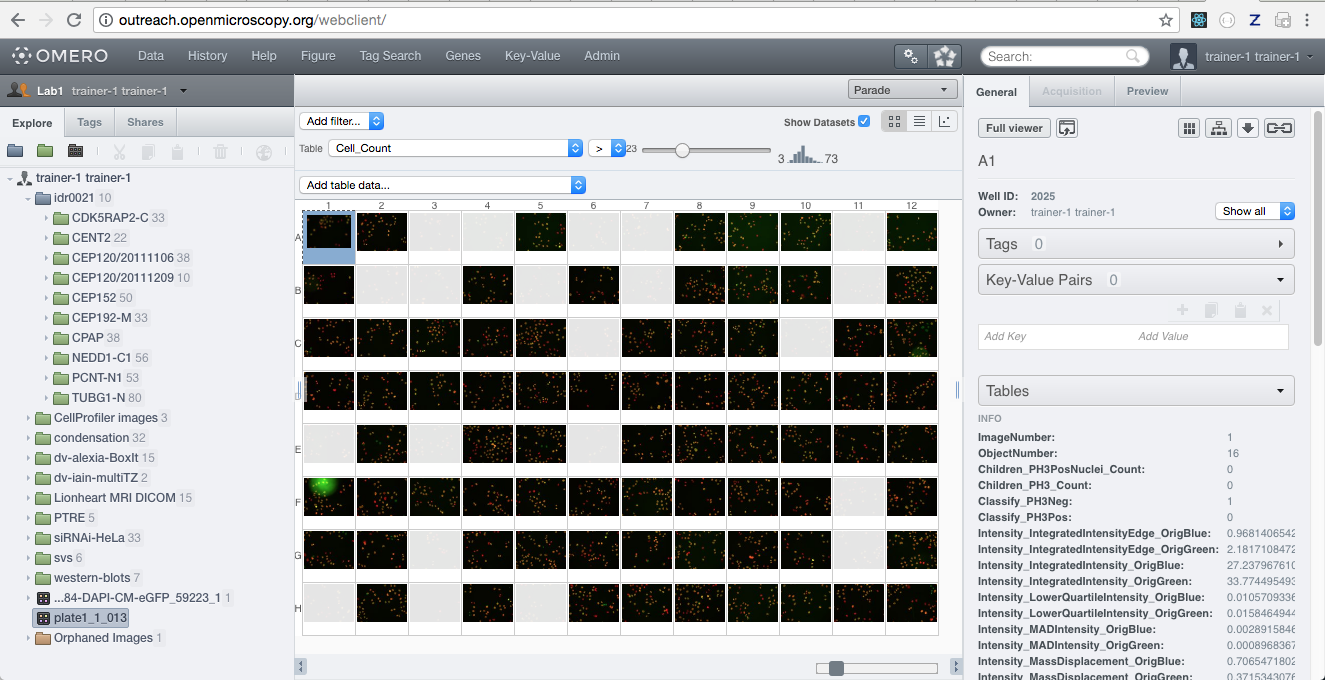 outreach.openmicroscopy.org/webclient/
OMERO Data History Help Figure Tag Search Genes Key-Value Admin Search: trainer-1 trainer-1
Lab1 trainer-1 trainer-1
Explore Tags Shares
trainer-1 trainer-1
idr0021 10
CDK5RAP2-C 33
CENT2 22
CEP120/20111106 38
CEP120/20111209 10
CEP152 50
CEP192-M 33
CPAP 38
NEDD1-C1 56
PCNT-N1 53
TUBG1-N 80
CellProfiler images 3
condensation 32
dv-alexia-BoxIt 15
dv-iain-multiTZ 2
Lionheart MRI DICOM 15
PTRE 5
siRNAi-HeLa 33
svs 6
western-blots 7
...84-DAPI-CM-eGFP_59223_1 1
plate1_1_013
Orphaned Images 1
Parade
Add filter... Show Datasets
Table Cell_Count > 23 3 73
Add table data...
1 2 3 4 5 6 7 8 9 10 11 12
A
B
C
E
F
G
H
General Acquisition Preview
Full viewer
A1
Well ID: 2025
Owner: trainer-1 trainer-1 Show all
Tags 0
Key-Value Pairs 0
Add Key Add Value
Tables
INFO
ImageNumber: 1
ObjectNumber: 16
Children_PH3PosNuclei_Count: 0
Children_PH3_Count: 0
Classify_PH3Neg: 1
Classify_PH3Pos: 0
Intensity_IntegratedIntensityEdge_OrigBlue: 0.9681406542
Intensity_IntegratedIntensityEdge_OrigGreen: 2.1817108472
Intensity_IntegratedIntensity_OrigBlue: 27.237967610
Intensity_IntegratedIntensity_OrigGreen: 33.774495493
Intensity_LowerQuartileIntensity_OrigBlue: 0.0105709336
Intensity_LowerQuartileIntensity_OrigGreen: 0.0158464944
Intensity_MADIntensity_OrigBlue: 0.0028915846
Intensity_MADIntensity_OrigGreen: 0.0008968367
Intensity_MassDisplacement_OrigBlue: 0.7065471802
Intensity_MassDisplacement_OrigGreen: 0.3715343076